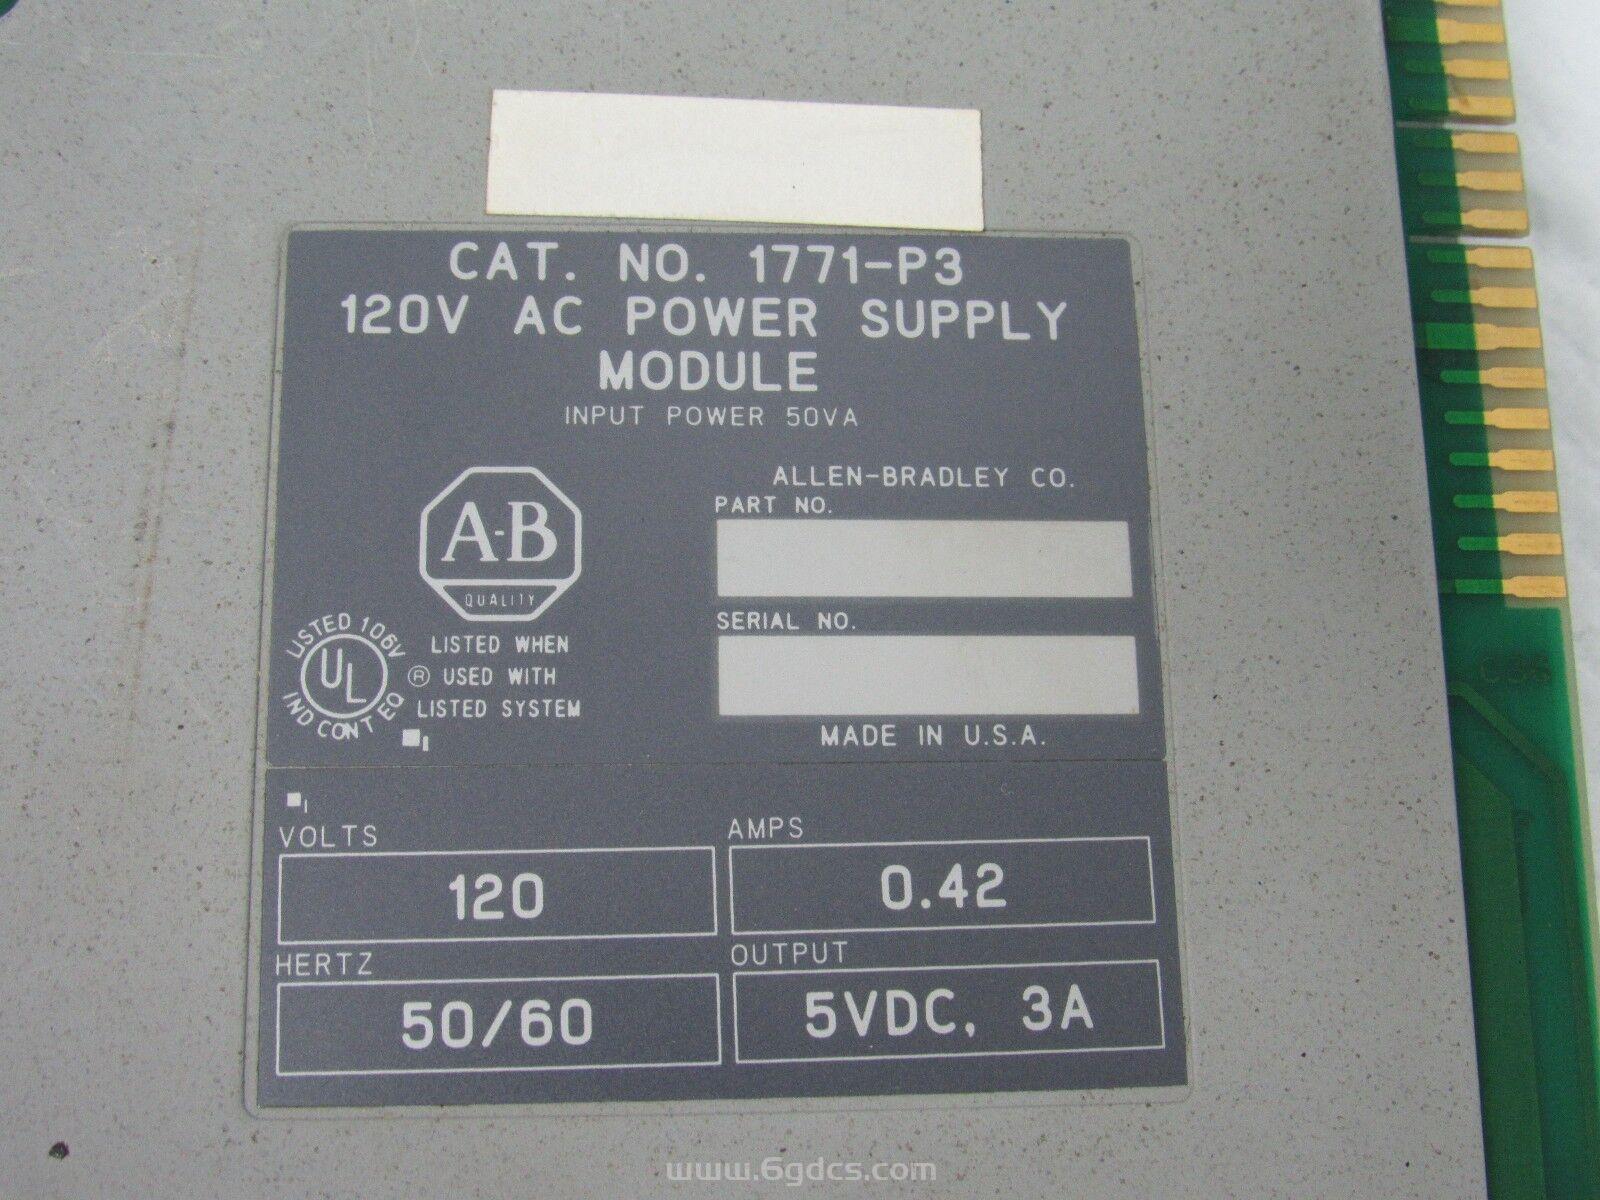 CAT. NO. 1771-P3
120V AC POWER SUPPLY
MODULE
INPUT POWER 50VA
ALLEN-BRADLEY CO.
PART NO.
A-B
QUALITY
SERIAL NO.
LISTED 106V
UL
IND CONT EQ
®
LISTED WHEN
USED WITH
LISTED SYSTEM
MADE IN U.S.A.
VOLTS
120
AMPS
0.42
HERTZ
50/60
OUTPUT
5VDC, 3A
www.6gdcs.com